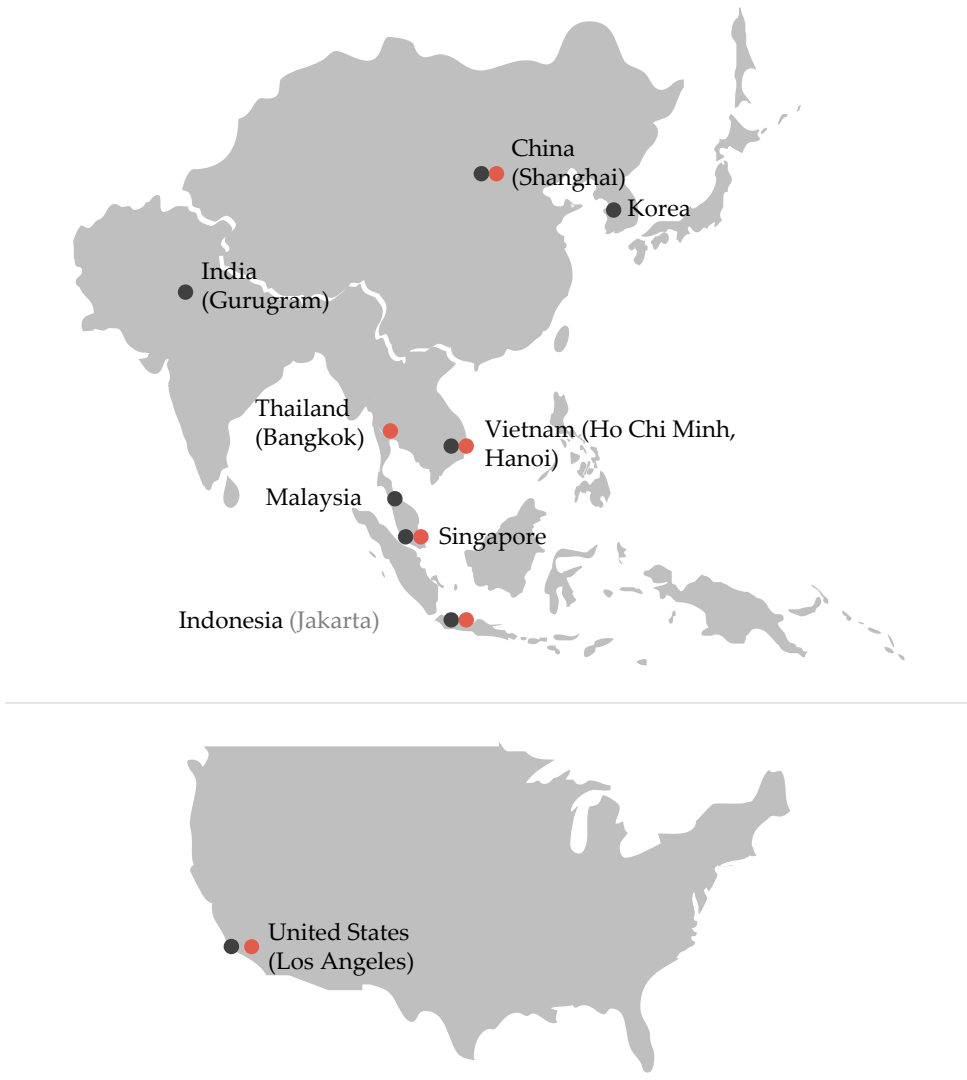 China
(Shanghai)
Korea
India
(Gurugram)
Thailand
(Bangkok)
Vietnam (Ho Chi Minh,
Hanoi)
Malaysia
Singapore
Indonesia (Jakarta)
United States
(Los Angeles)